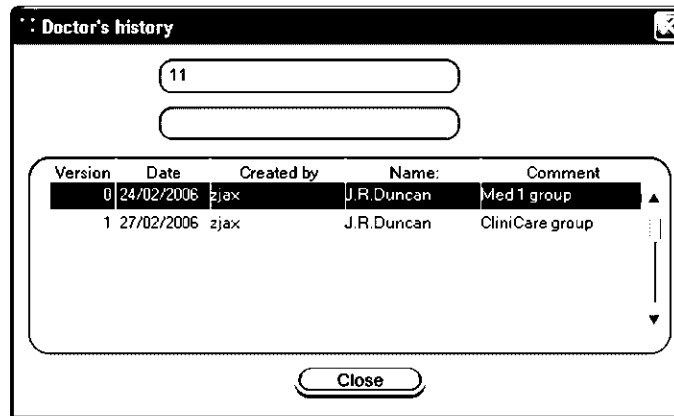 Doctor's history
11
Version Date Created by Name: Comment
0 24/02/2006 zjax J.R.Duncan Med 1 group
1 27/02/2006 zjax J.R.Duncan CliniCare group
Close